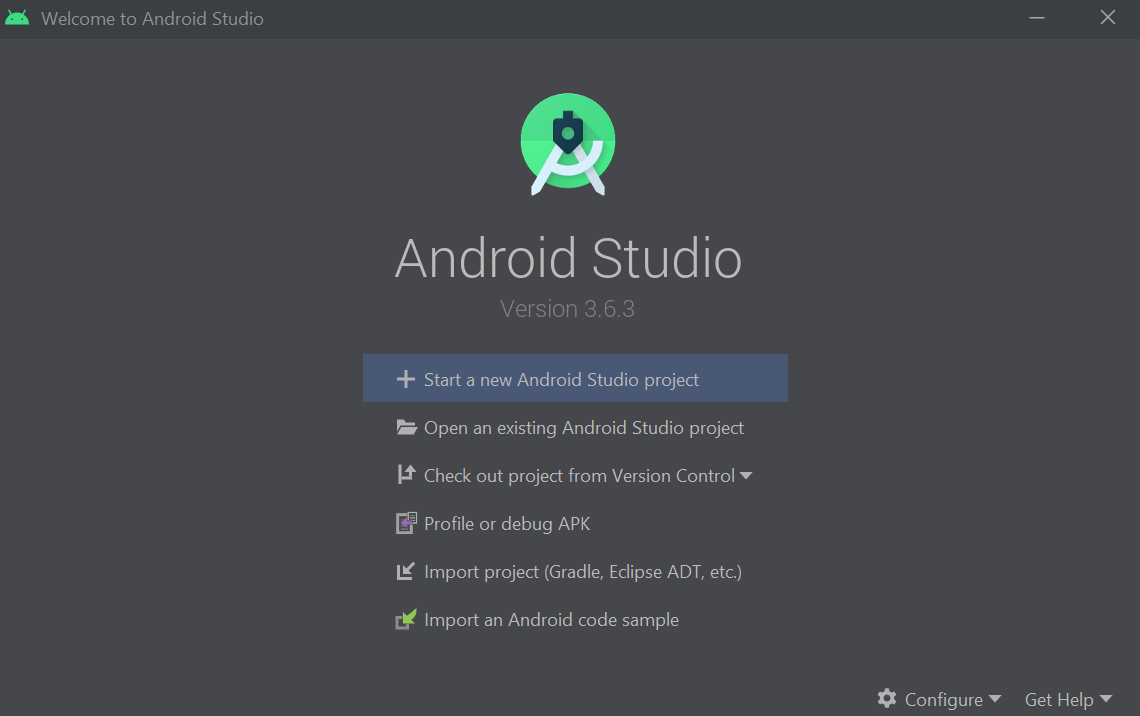 Welcome to Android Studio
Android Studio
Version 3.6.3
Start a new Android Studio project
Open an existing Android Studio project
Check out project from Version Control
Profile or debug APK
Import project (Gradle, Eclipse ADT, etc.)
Import an Android code sample
Configure Get Help